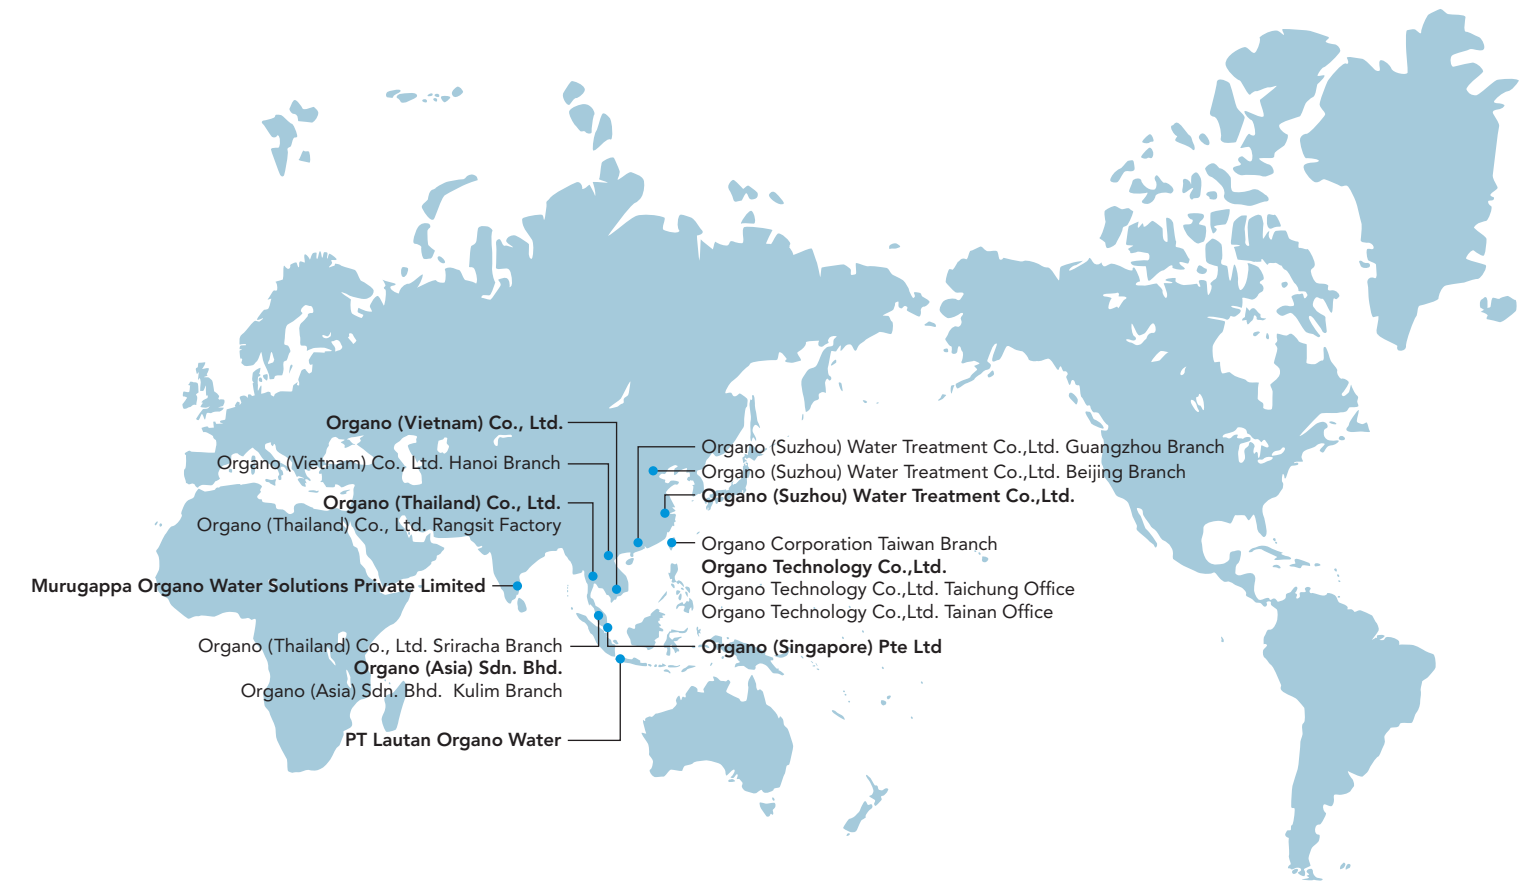 Organo (Vietnam) Co., Ltd.
Organo (Vietnam) Co., Ltd. Hanoi Branch
Organo (Thailand) Co., Ltd.
Organo (Thailand) Co., Ltd. Rangsit Factory
Murugappa Organo Water Solutions Private Limited
Organo (Thailand) Co., Ltd. Sriracha Branch
Organo (Asia) Sdn. Bhd.
Organo (Asia) Sdn. Bhd. Kulim Branch
PT Lautan Organo Water
Organo (Suzhou) Water Treatment Co.,Ltd. Guangzhou Branch
Organo (Suzhou) Water Treatment Co.,Ltd. Beijing Branch
Organo (Suzhou) Water Treatment Co.,Ltd.
Organo Corporation Taiwan Branch
Organo Technology Co.,Ltd.
Organo Technology Co.,Ltd. Taichung Office
Organo Technology Co.,Ltd. Tainan Office
Organo (Singapore) Pte Ltd